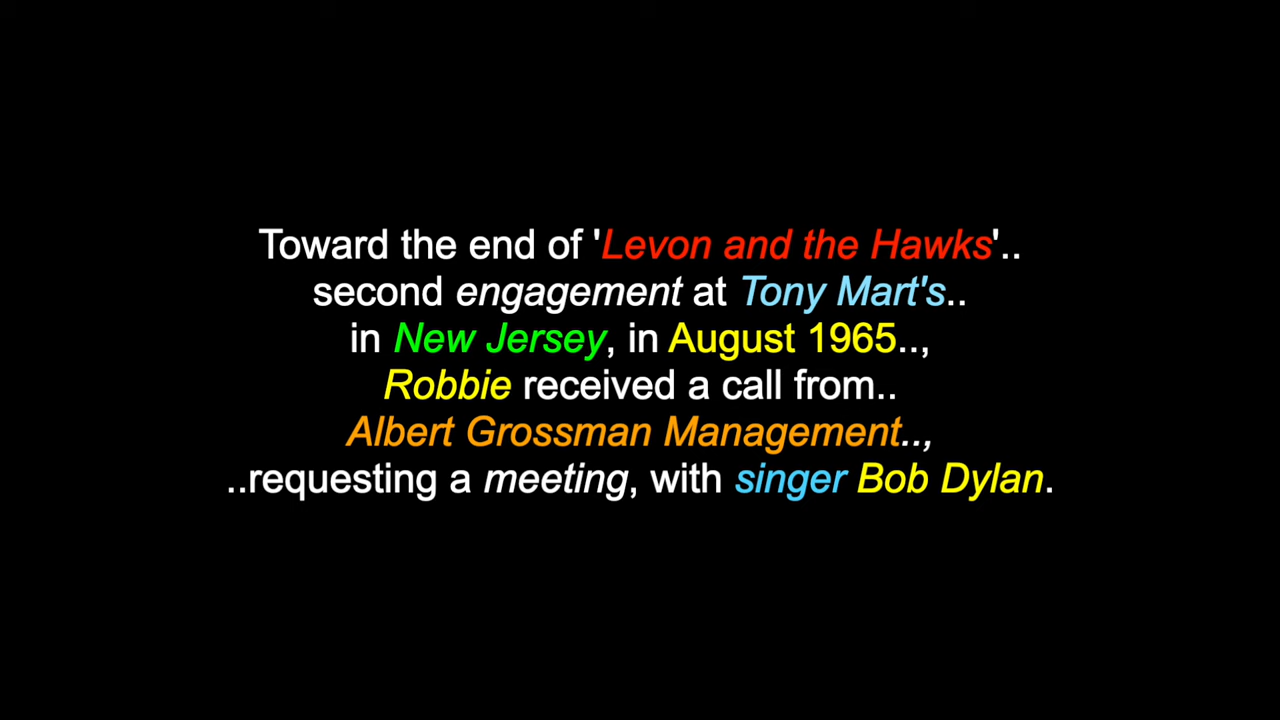 Toward the end of 'Levon and the Hawks'..
second engagement at Tony Mart's..
in New Jersey, in August 1965..,
Robbie received a call from..
Albert Grossman Management..,
..requesting a meeting, with singer Bob Dylan.